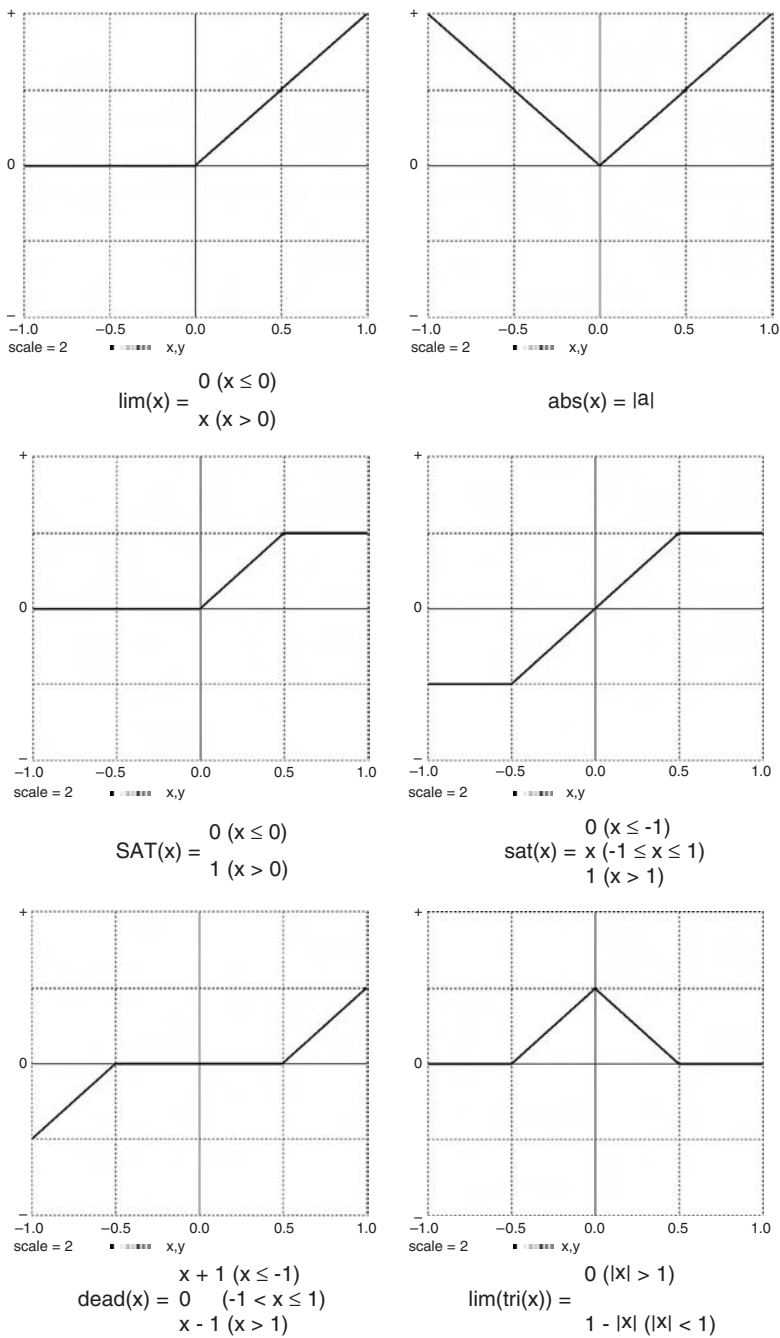 +
0
−
−1.0 −0.5 0.0 0.5 1.0
scale = 2 x,y
0 (x ≤ 0)
lim(x) =
x (x > 0)
+
−
−1.0 −0.5 0.0 0.5 1.0
scale = 2 x,y
abs(x) = |a|
+
0
−
−1.0 −0.5 0.0 0.5 1.0
scale = 2 x,y
0 (x ≤ 0)
SAT(x) =
1 (x > 0)
+
0
−
−1.0 −0.5 0.0 0.5 1.0
scale = 2 x,y
0 (x ≤ -1)
sat(x) = x (-1 ≤ x ≤ 1)
1 (x > 1)
+
0
−
−1.0 −0.5 0.0 0.5 1.0
scale = 2 x,y
x + 1 (x ≤ -1)
dead(x) = 0 (-1 < x ≤ 1)
x - 1 (x > 1)
+
0
−
−1.0 −0.5 0.0 0.5 1.0
scale = 2 x,y
0 (|x| > 1)
lim(tri(x)) =
1 - |x| (|x| < 1)